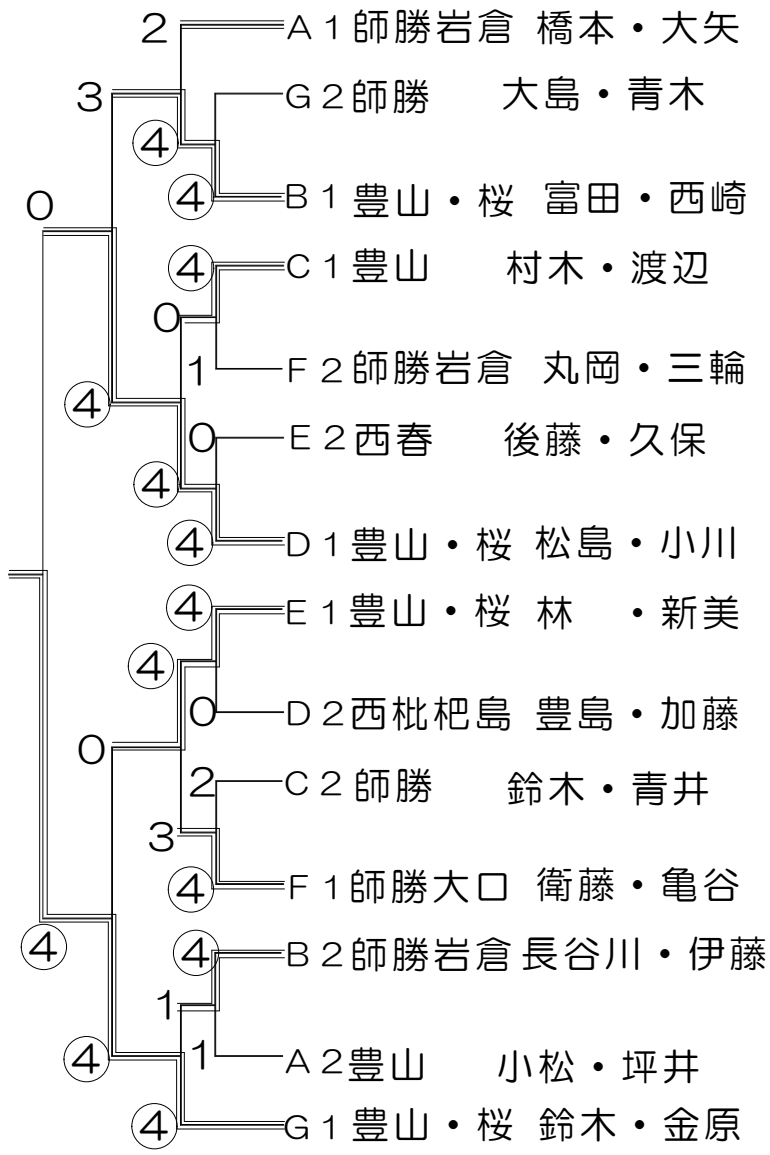 2 A1師勝岩倉 橋本・大矢
3 G2師勝 大島・青木
④
0 ④ B1豊山・桜 富田・西崎
④ C1豊山 村木・渡辺
0
1 F2師勝岩倉 丸岡・三輪
④
0 E2西春 後藤・久保
④
④ D1豊山・桜 松島・小川
④ E1豊山・桜 林 ・新美
④
0 D2西枇杷島 豊島・加藤
0
2 C2師勝 鈴木・青井
3
④ F1師勝大口 衛藤・亀谷
④ ④ B2師勝岩倉 長谷川・伊藤
1
④ 1 A2豊山 小松・坪井
④ G1豊山・桜 鈴木・金原